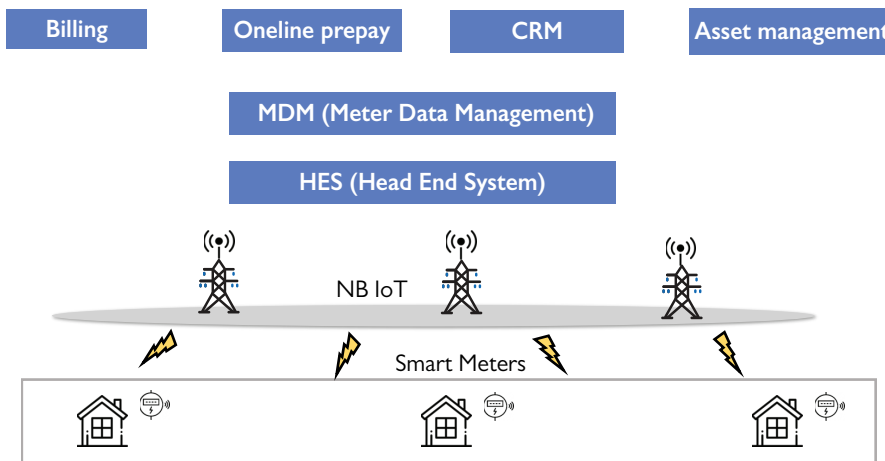 Billing
Oneline prepay
CRM
Asset management
MDM (Meter Data Management)
HES (Head End System)
NB IoT
Smart Meters